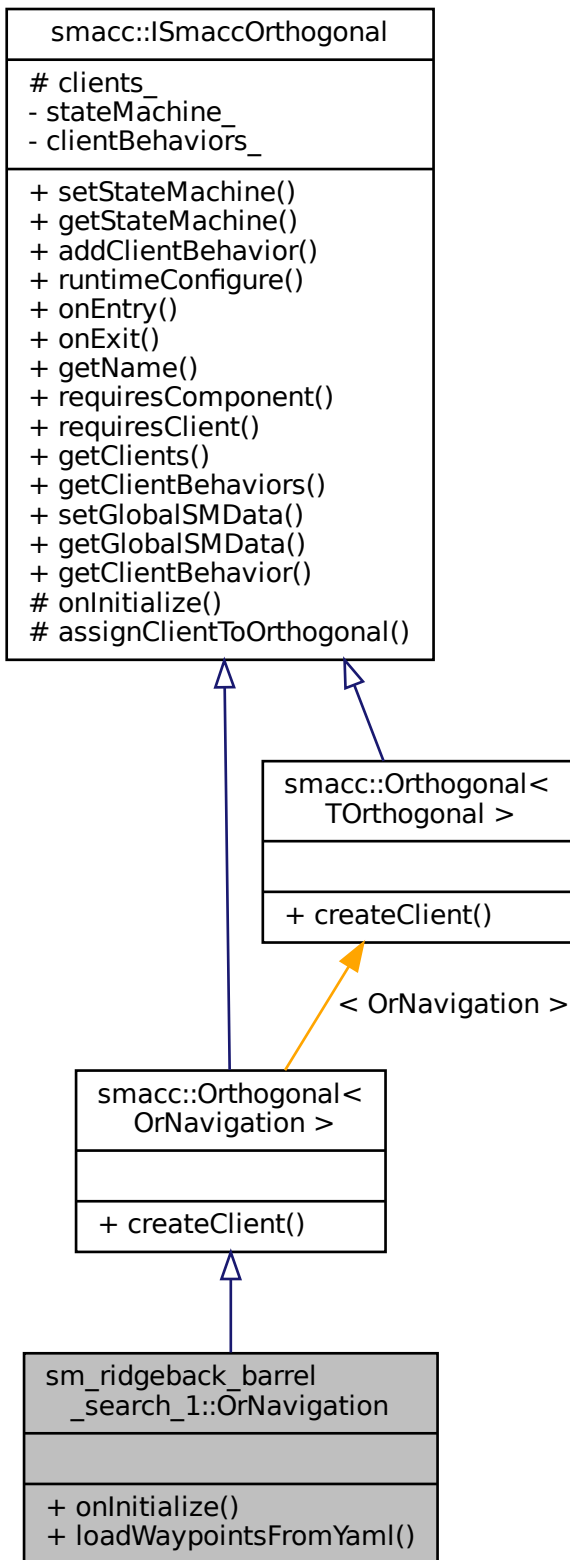 smacc::ISmaccOrthogonal
# clients_
- stateMachine_
- clientBehaviors_
+ setStateMachine()
+ getStateMachine()
+ addClientBehavior()
+ runtimeConfigure()
+ onEntry()
+ onExit()
+ getName()
+ requiresComponent()
+ requiresClient()
+ getClients()
+ getClientBehaviors()
+ setGlobalSMData()
+ getGlobalSMData()
+ getClientBehavior()
# onInitialize()
# assignClientToOrthogonal()
smacc::Orthogonal<
TOrthogonal >
+ createClient()
< OrNavigation >
smacc::Orthogonal<
OrNavigation >
+ createClient()
sm_ridgeback_barrel
_search_1::OrNavigation
+ onInitialize()
+ loadWaypointsFromYaml()